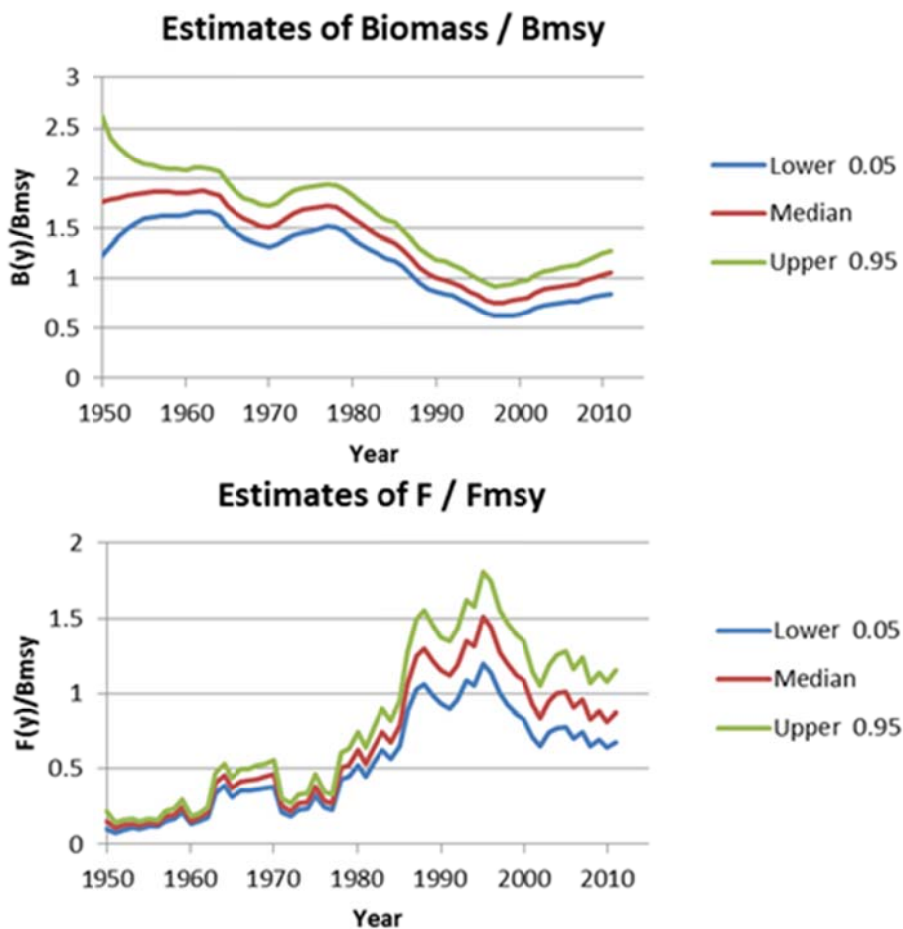 Estimates of Biomass / Bmsy
3
2.5
2
1.5
1
0.5
0
B(y)/Bmsy
1950 1960 1970 1980 1990 2000 2010
Year
Lower 0.05
Median
Upper 0.95
Estimates of F / Fmsy
2
1.5
1
0.5
0
F(y)/Bmsy
1950 1960 1970 1980 1990 2000 2010
Year
Lower 0.05
Median
Upper 0.95